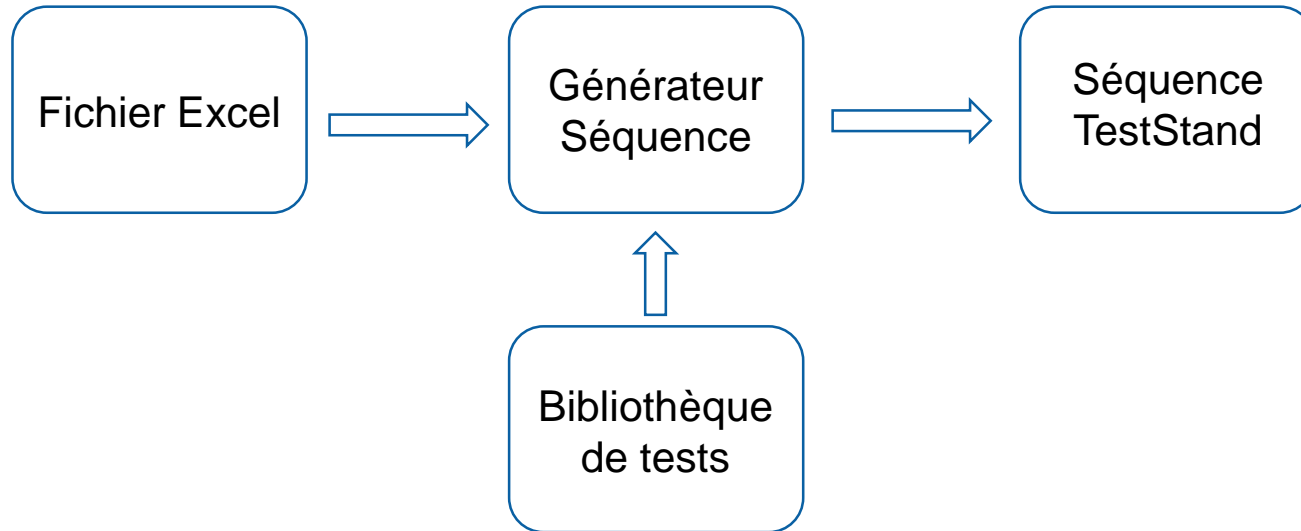 Fichier Excel
Générateur
Séquence
Séquence
TestStand
Bibliothèque
de tests